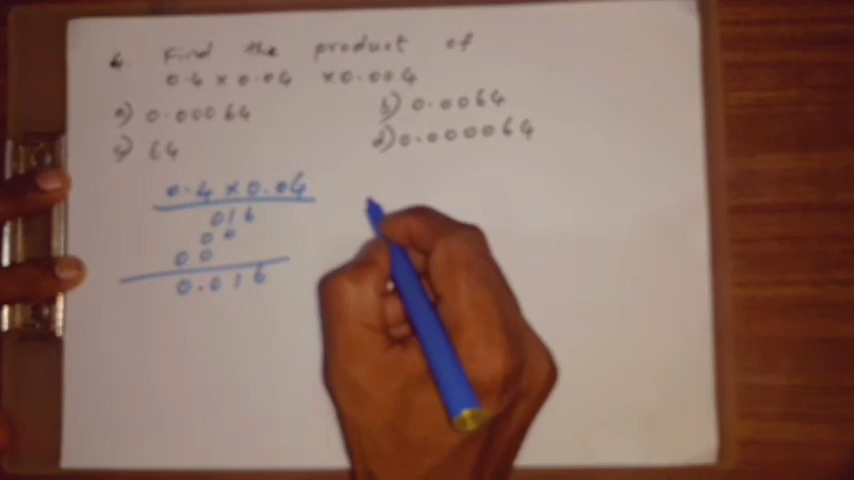 4. Find the product of
0.4 x 0.04 x 0.004
a) 0.00064 b) 0.0064
c) 64 d) 0.000064
0.4 x 0.04
016
00
00
0.016